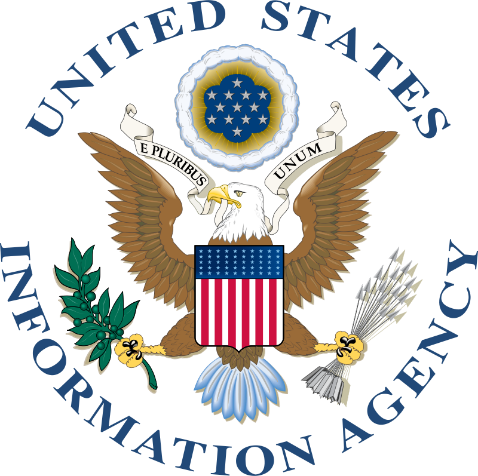 UNITED STATES
E PLURIBUS UNUM
INFORMATION AGENCY